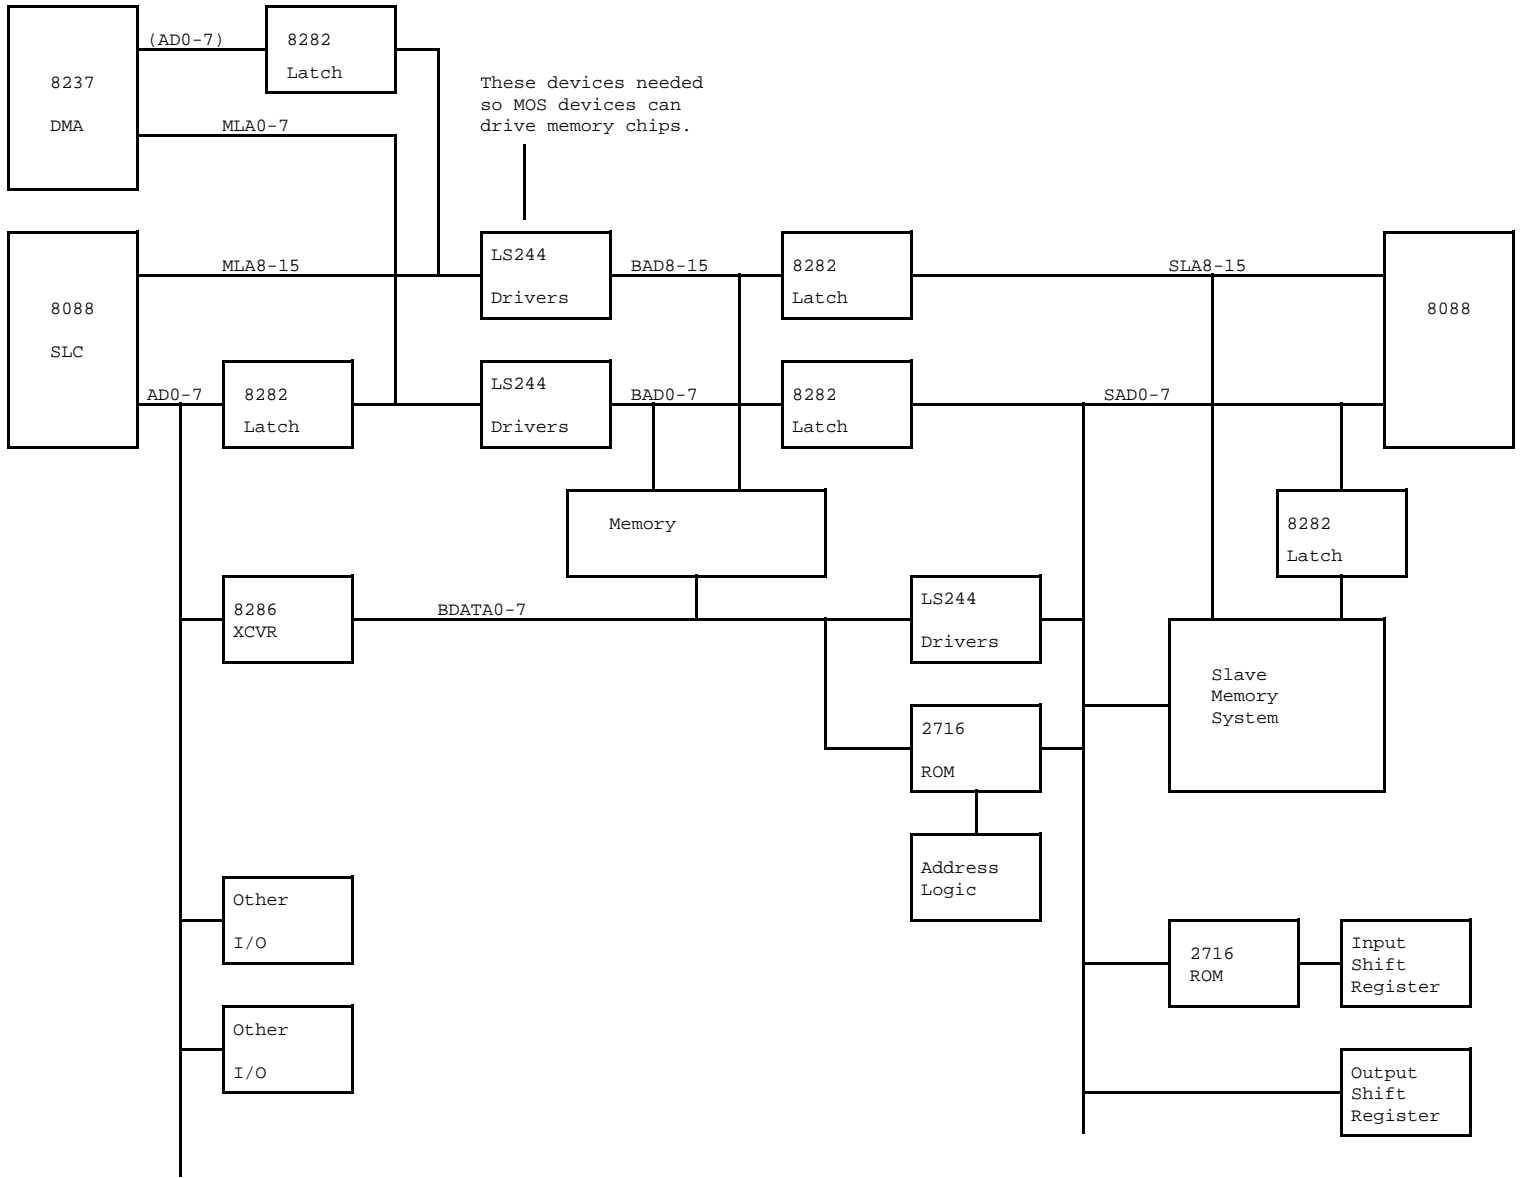 (AD0-7)
8282
Latch
8237
DMA
MLA0-7
These devices needed
so MOS devices can
drive memory chips.
8088
SLC
MLA8-15
LS244
Drivers
BAD8-15
8282
Latch
SLA8-15
8088
AD0-7
8282
Latch
LS244
Drivers
BAD0-7
8282
Latch
SAD0-7
Memory
8282
Latch
8286
XCVR
BDATA0-7
LS244
Drivers
Slave
Memory
System
2716
ROM
Address
Logic
Other
I/O
2716
ROM
Input
Shift
Register
Other
I/O
Output
Shift
Register